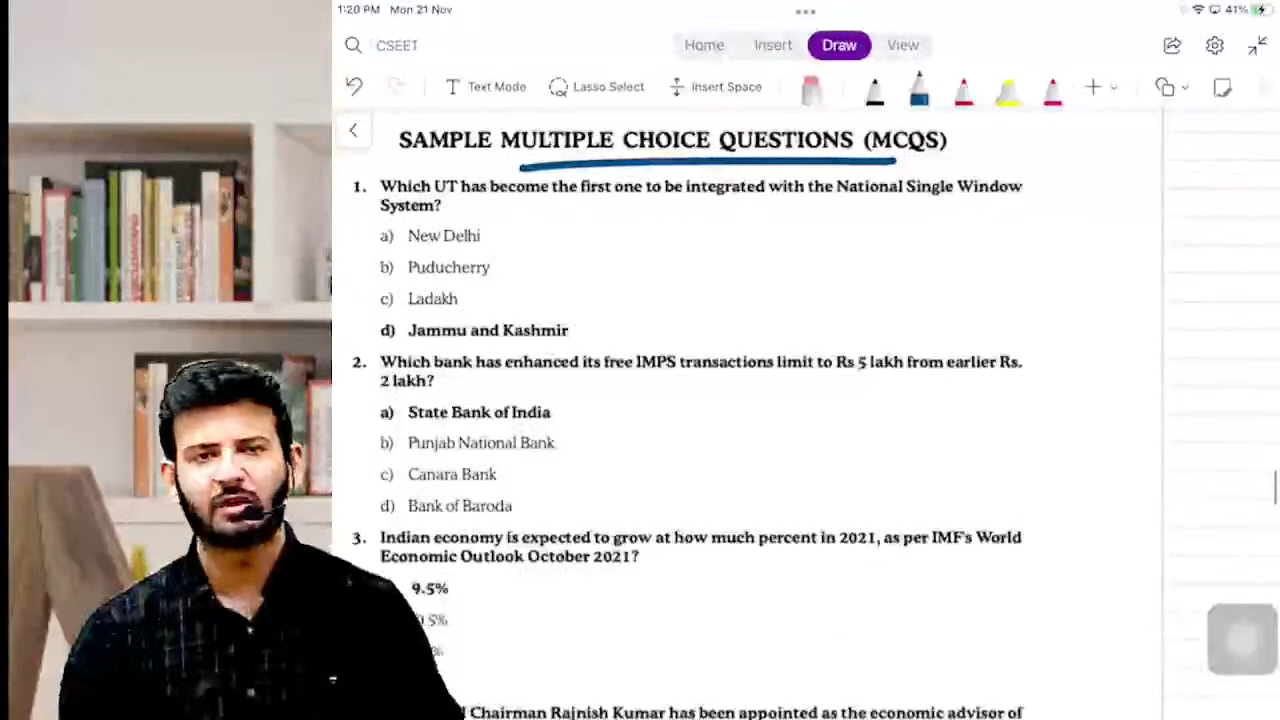 1:20 PM Mon 21 Nov
41%
CSEET
Home Insert Draw View
Text Mode Lasso Select Insert Space
SAMPLE MULTIPLE CHOICE QUESTIONS (MCQS)
1. Which UT has become the first one to be integrated with the National Single Window
System?
a) New Delhi
b) Puducherry
c) Ladakh
d) Jammu and Kashmir
2. Which bank has enhanced its free IMPS transactions limit to Rs 5 lakh from earlier Rs.
2 lakh?
a) State Bank of India
b) Punjab National Bank
c) Canara Bank
d) Bank of Baroda
3. Indian economy is expected to grow at how much percent in 2021, as per IMF's World
Economic Outlook October 2021?
9.5%
.5%
%
Chairman Rajnish Kumar has been appointed as the economic advisor of